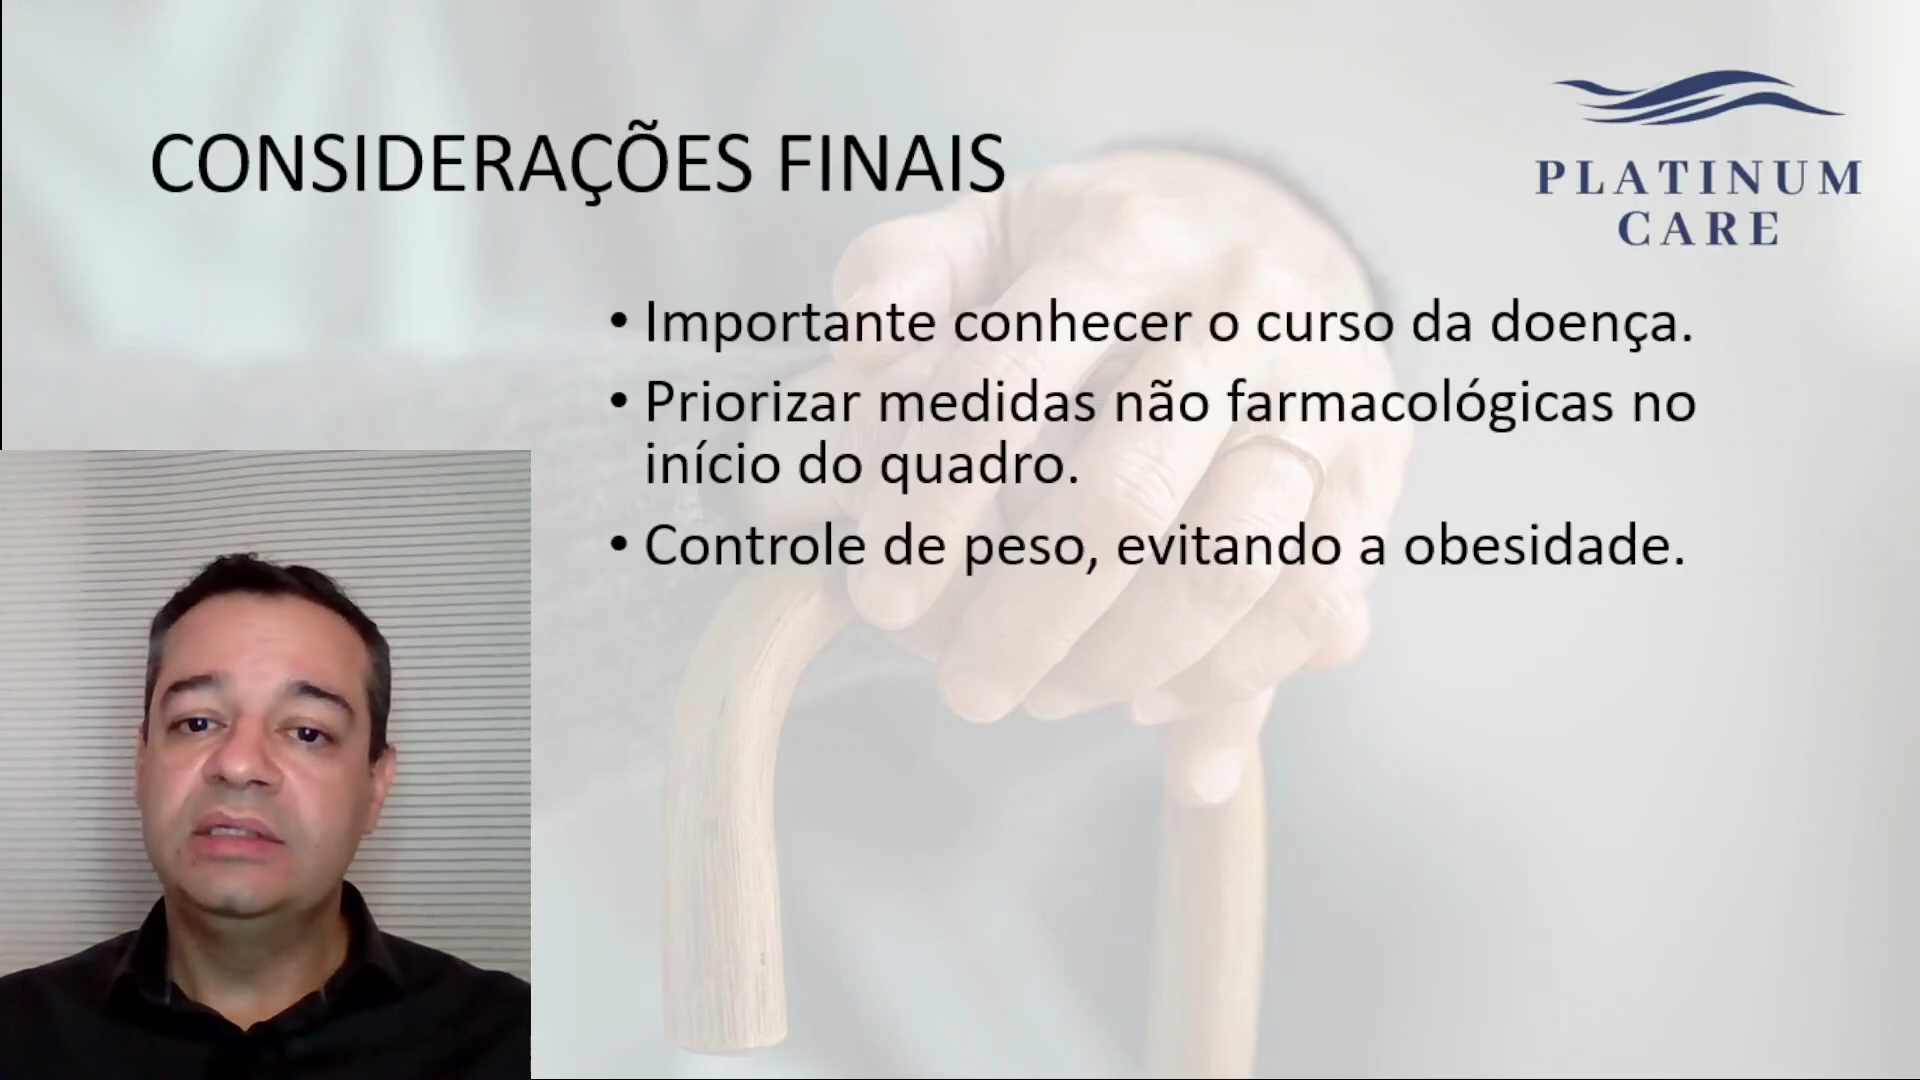 CONSIDERAÇÕES FINAIS
PLATINUM
CARE
• Importante conhecer o curso da doença.
• Priorizar medidas não farmacológicas no
início do quadro.
• Controle de peso, evitando a obesidade.